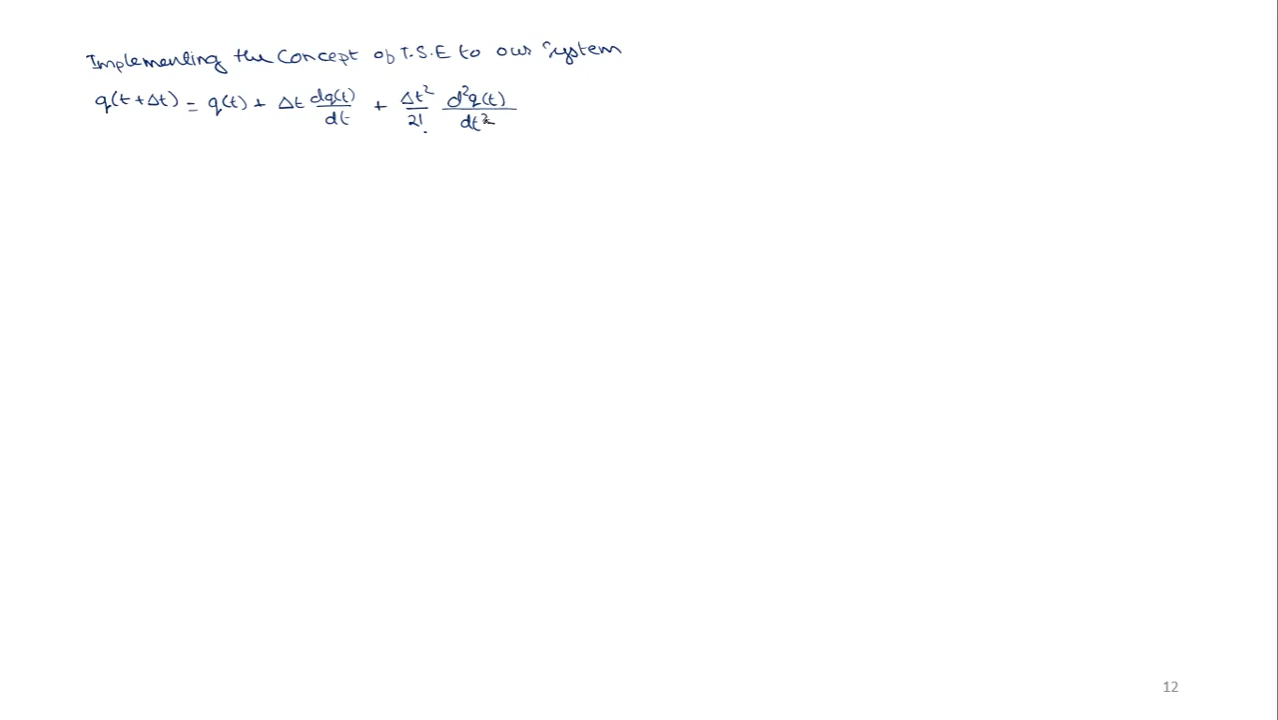 Implementing the Concept of T.S.E to our System
q(t+Δt) = q(t) + Δt dq(t)/dt + Δt²/2! d²q(t)/dt²
12